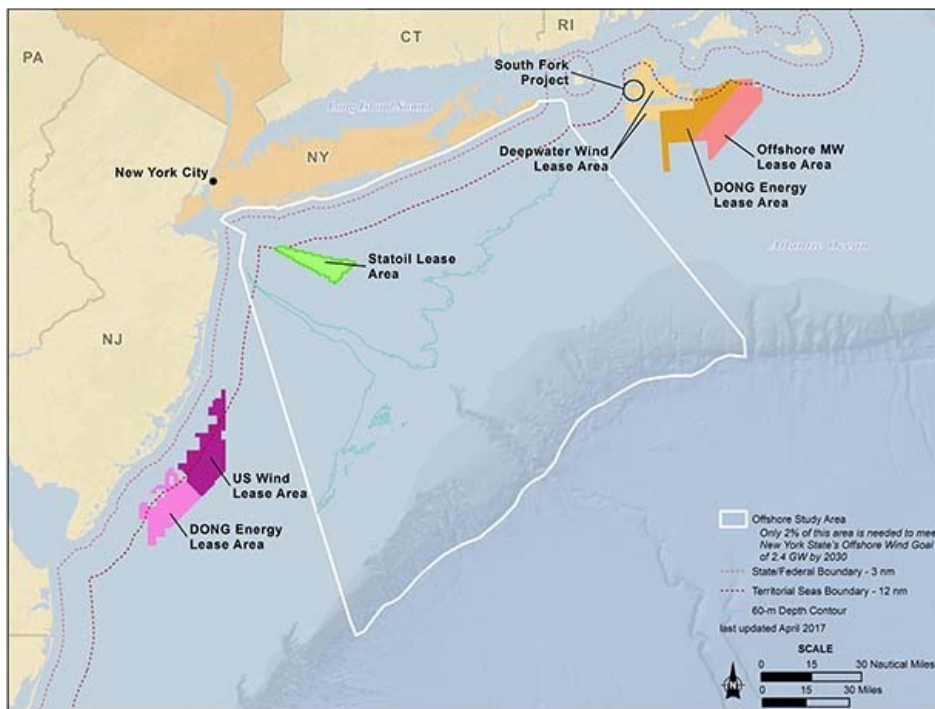 PA
CT
RI
South Fork
Project
Long Island Sound
NY
New York City
Deepwater Wind
Lease Area
Offshore MW
Lease Area
DONG Energy
Lease Area
Atlantic Ocean
Statoil Lease
Area
NJ
US Wind
Lease Area
DONG Energy
Lease Area
Offshore Study Area
Only 2% of this area is needed to mee
New York State's Offshore Wind Goal
of 2.4 GW by 2030
State/Federal Boundary - 3 nm
Territorial Seas Boundary - 12 nm
60-m Depth Contour
last updated April 2017
SCALE
0 15 30 Nautical Miles
0 15 30 Miles
N